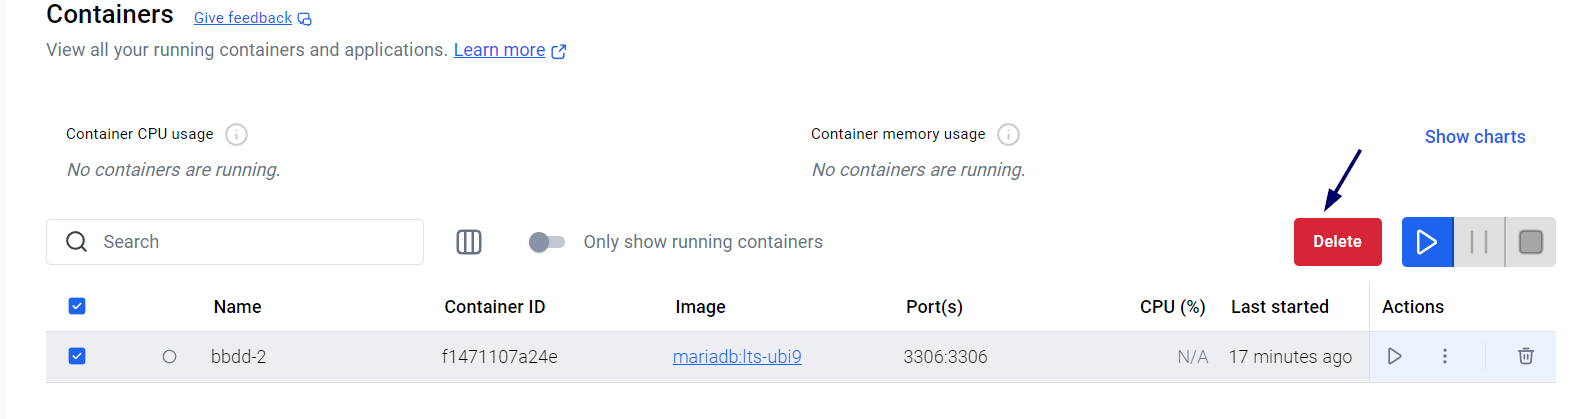 Containers Give feedback
View all your running containers and applications. Learn more
Container CPU usage Container memory usage Show charts
No containers are running. No containers are running.
Search Only show running containers Delete
Name Container ID Image Port(s) CPU (%) Last started Actions
bbdd-2 f1471107a24e mariadb:lts-ubi9 3306:3306 N/A 17 minutes ago